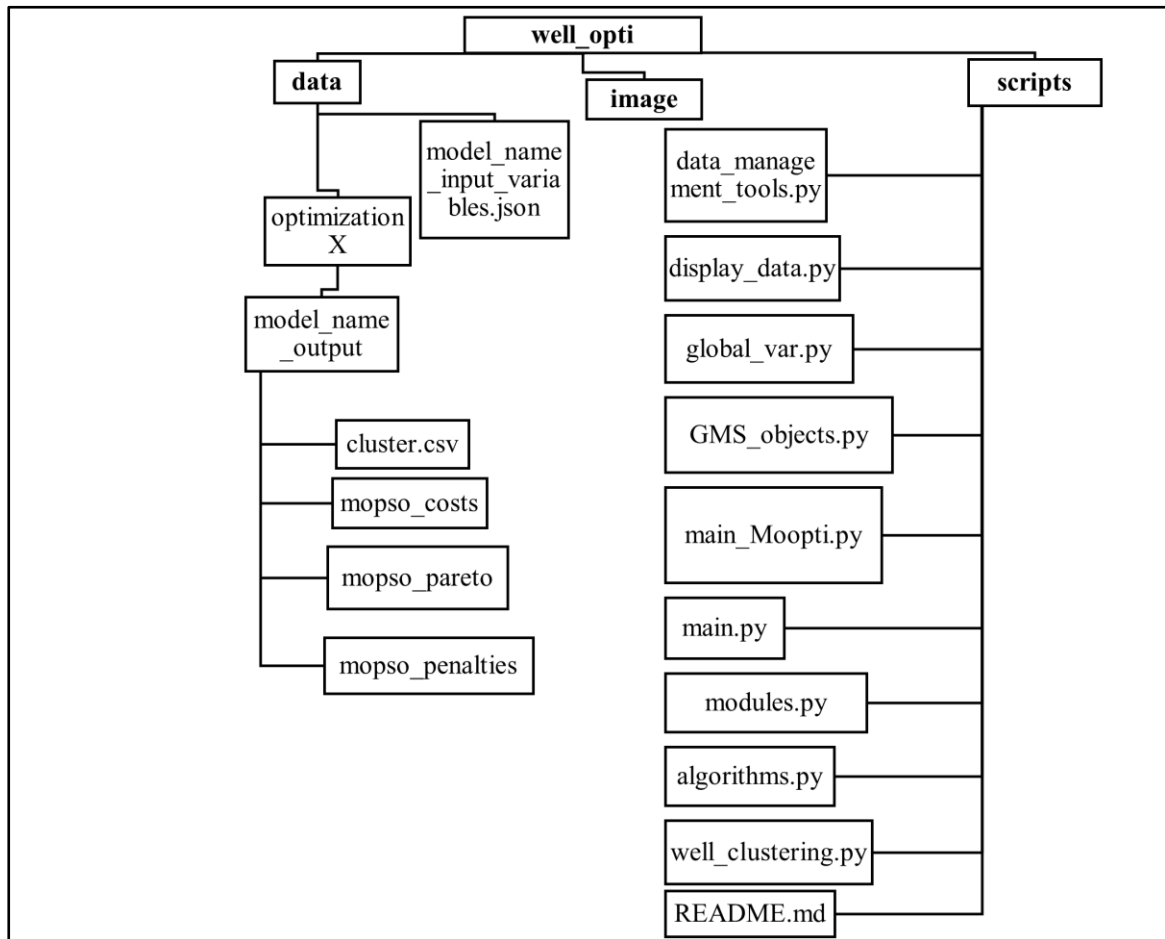 well_opti
data
image
scripts
model_name
_input_varia
bles.json
optimization
X
model_name
_output
cluster.csv
mopso_costs
mopso_pareto
mopso_penalties
data_manage
ment_tools.py
display_data.py
global_var.py
GMS_objects.py
main_Moopti.py
main.py
modules.py
algorithms.py
well_clustering.py
README.md